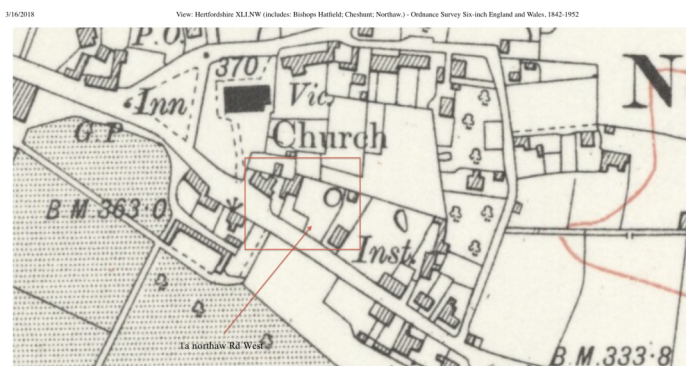 3/16/2018
View: Hertfordshire XLI.NW (includes: Bishops Hatfield; Cheshunt; Northaw.) - Ordnance Survey Six-inch England and Wales, 1842-1952
P.O.
370
N
Inn
Vic.
G.P.
Church
B.M.363·0
Inst.
1a northaw Rd West
B.M.333·8